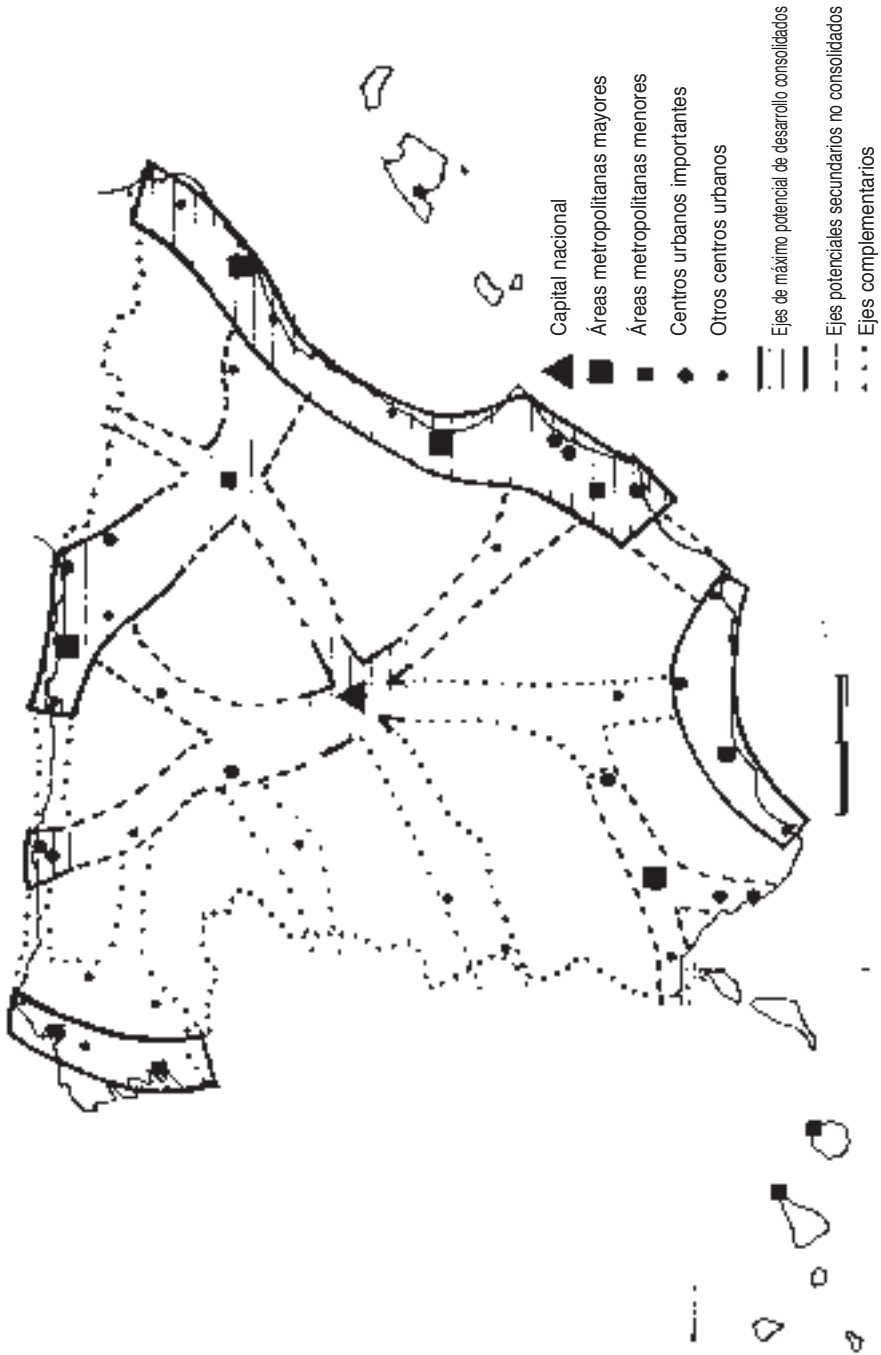 Capital nacional
Áreas metropolitanas mayores
Áreas metropolitanas menores
Centros urbanos importantes
Otros centros urbanos
Ejes de máximo potencial de desarrollo consolidados
Ejes potenciales secundarios no consolidados
Ejes complementarios